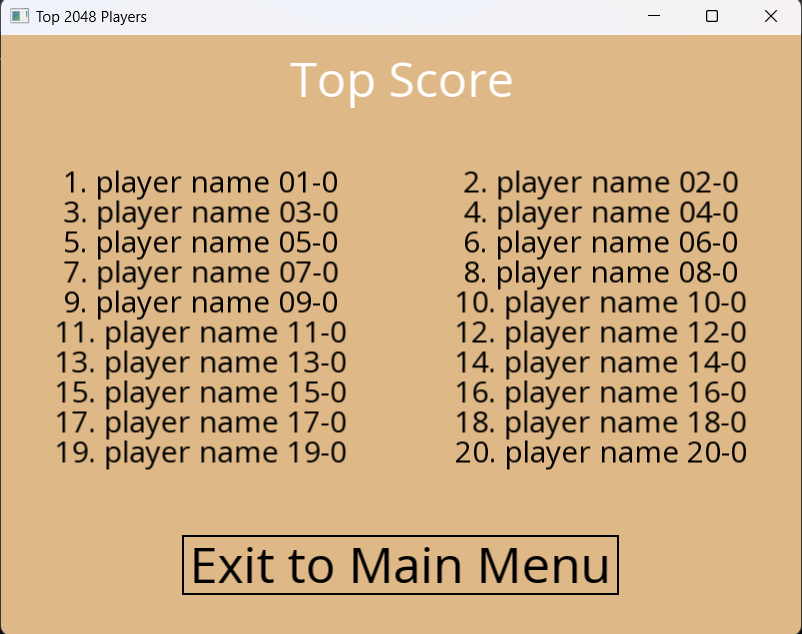 Top 2048 Players
Top Score
1. player name 01-0 2. player name 02-0
3. player name 03-0 4. player name 04-0
5. player name 05-0 6. player name 06-0
7. player name 07-0 8. player name 08-0
9. player name 09-0 10. player name 10-0
11. player name 11-0 12. player name 12-0
13. player name 13-0 14. player name 14-0
15. player name 15-0 16. player name 16-0
17. player name 17-0 18. player name 18-0
19. player name 19-0 20. player name 20-0
Exit to Main Menu